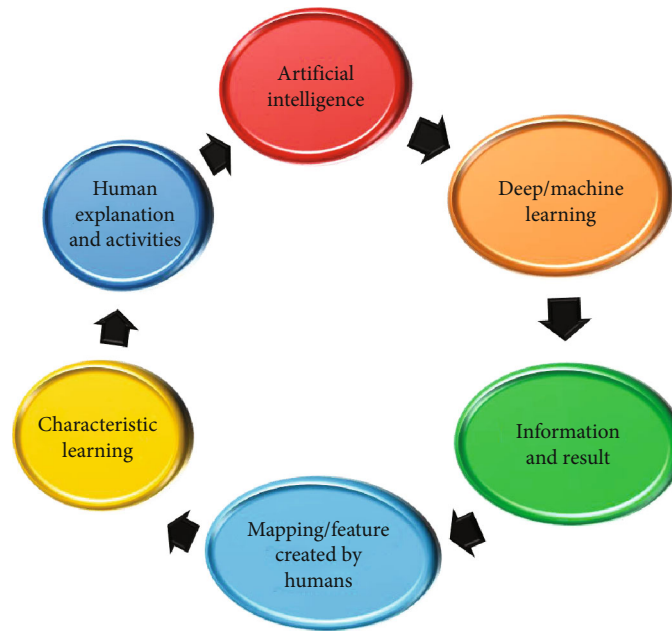 Artificial
intelligence
Deep/machine
learning
Information
and result
Mapping/feature
created by
humans
Characteristic
learning
Human
explanation
and activities